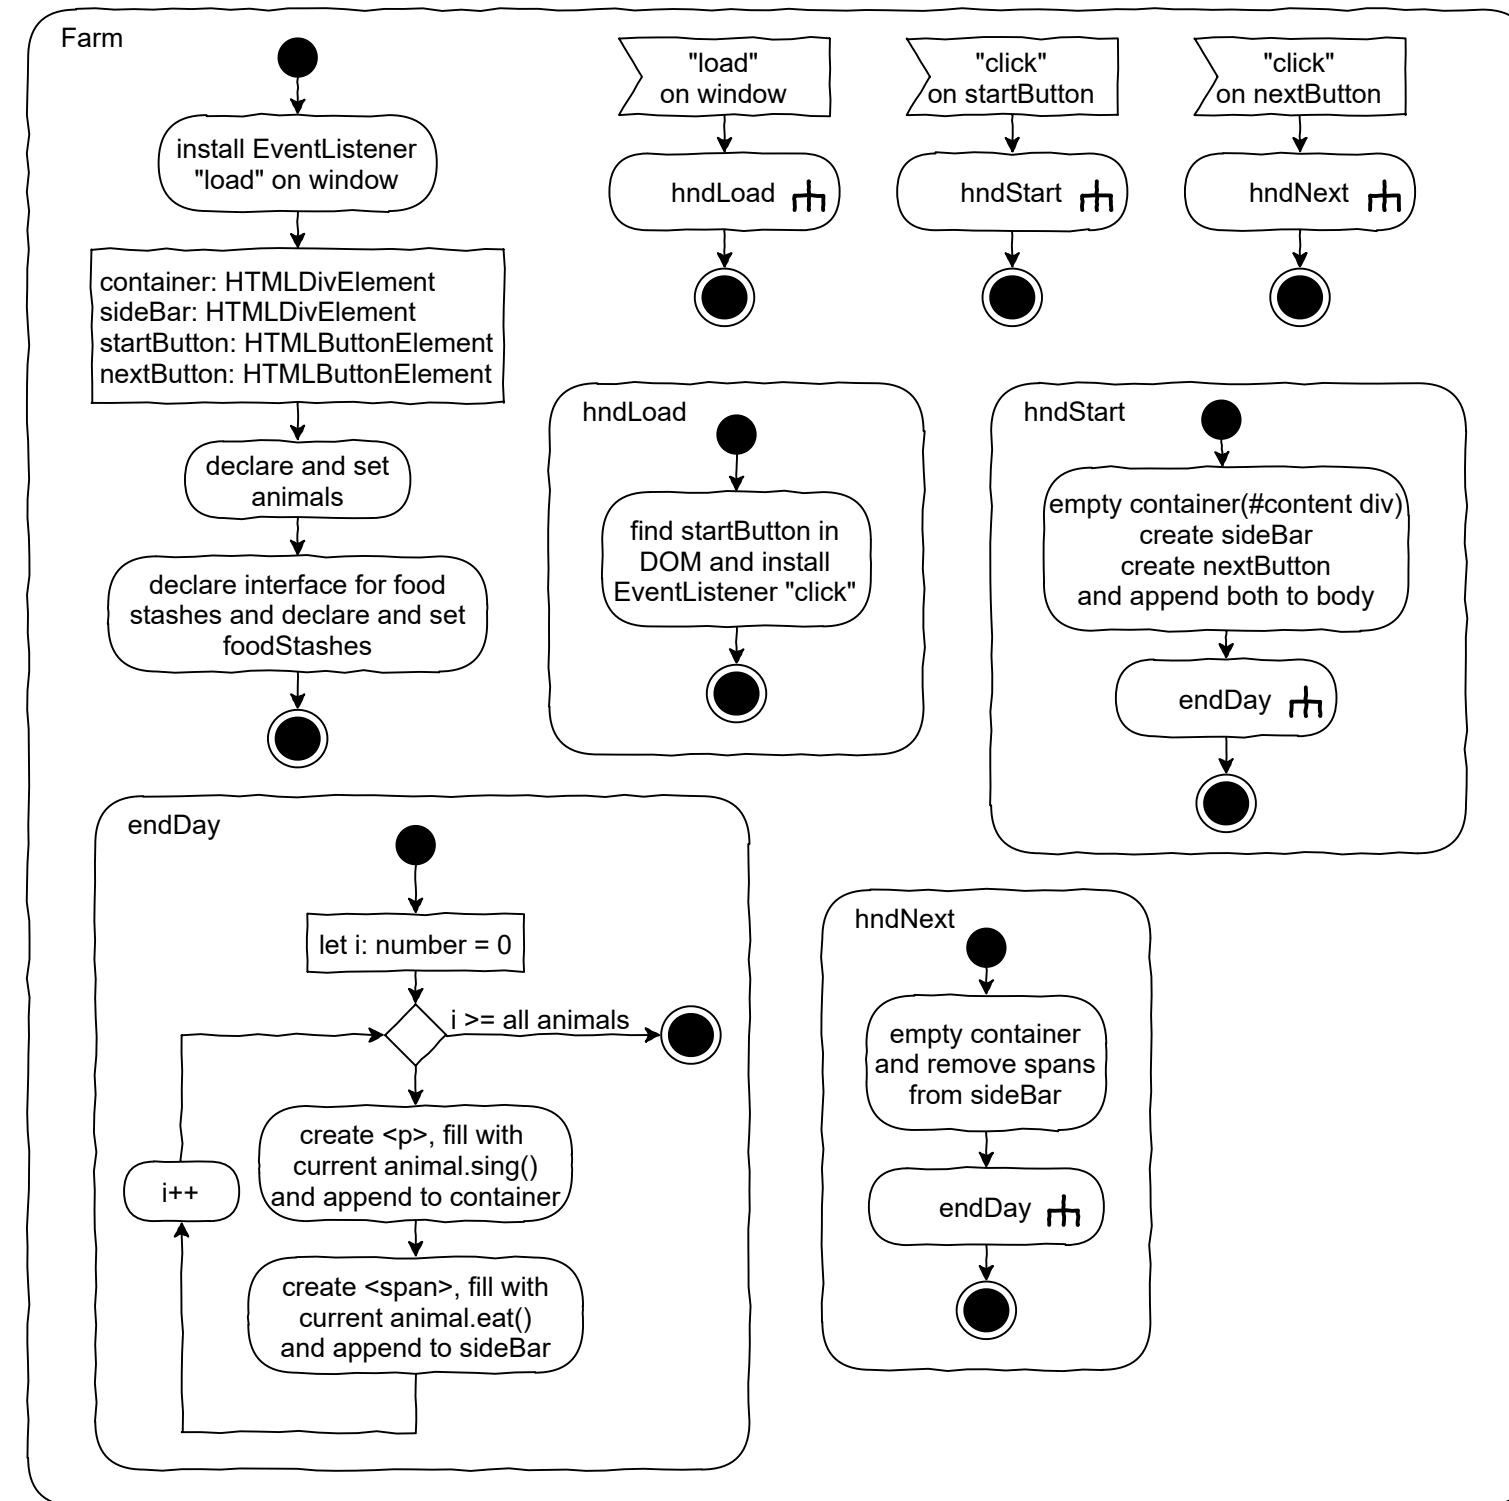 Farm
install EventListener
"load" on window
container: HTMLDivElement
sideBar: HTMLDivElement
startButton: HTMLButtonElement
nextButton: HTMLButtonElement
declare and set
animals
declare interface for food
stashes and declare and set
foodStashes
"load"
on window
hndLoad
"click"
on startButton
hndStart
"click"
on nextButton
hndNext
hndLoad
find startButton in
DOM and install
EventListener "click"
hndStart
empty container(#content div)
create sideBar
create nextButton
and append both to body
endDay
endDay
let i: number = 0
i >= all animals
create <p>, fill with
current animal.sing()
and append to container
i++
create <span>, fill with
current animal.eat()
and append to sideBar
hndNext
empty container
and remove spans
from sideBar
endDay